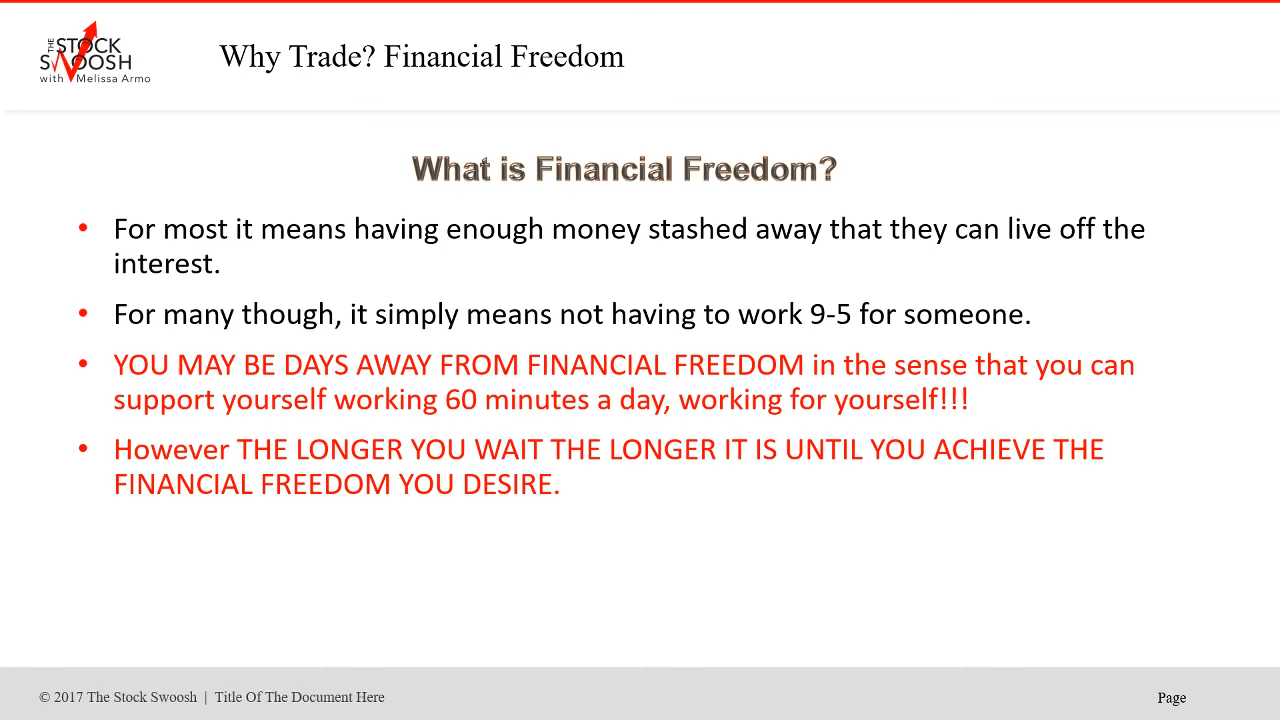 THE STOCK
SWOOSH
with Melissa Armo
Why Trade? Financial Freedom
What is Financial Freedom?
• For most it means having enough money stashed away that they can live off the
interest.
• For many though, it simply means not having to work 9-5 for someone.
• YOU MAY BE DAYS AWAY FROM FINANCIAL FREEDOM in the sense that you can
support yourself working 60 minutes a day, working for yourself!!!
• However THE LONGER YOU WAIT THE LONGER IT IS UNTIL YOU ACHIEVE THE
FINANCIAL FREEDOM YOU DESIRE.
© 2017 The Stock Swoosh | Title Of The Document Here
Page